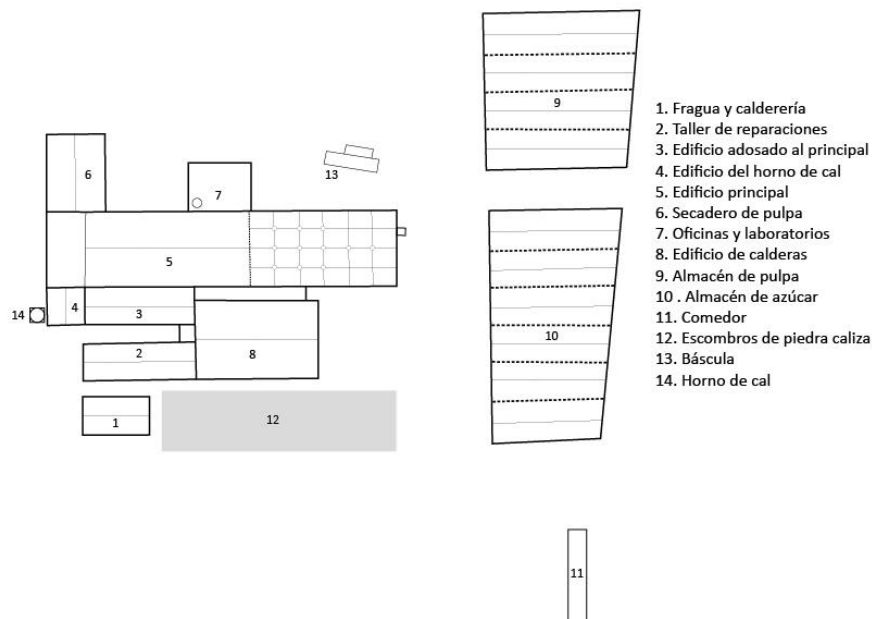 9
1. Fragua y calderería
2. Taller de reparaciones
3. Edificio adosado al principal
4. Edificio del horno de cal
5. Edificio principal
6. Secadero de pulpa
7. Oficinas y laboratorios
8. Edificio de calderas
9. Almacén de pulpa
10 . Almacén de azúcar
11. Comedor
12. Escombros de piedra caliza
13. Báscula
14. Horno de cal
6
7
13
5
14
4
3
2
8
10
1
12
11